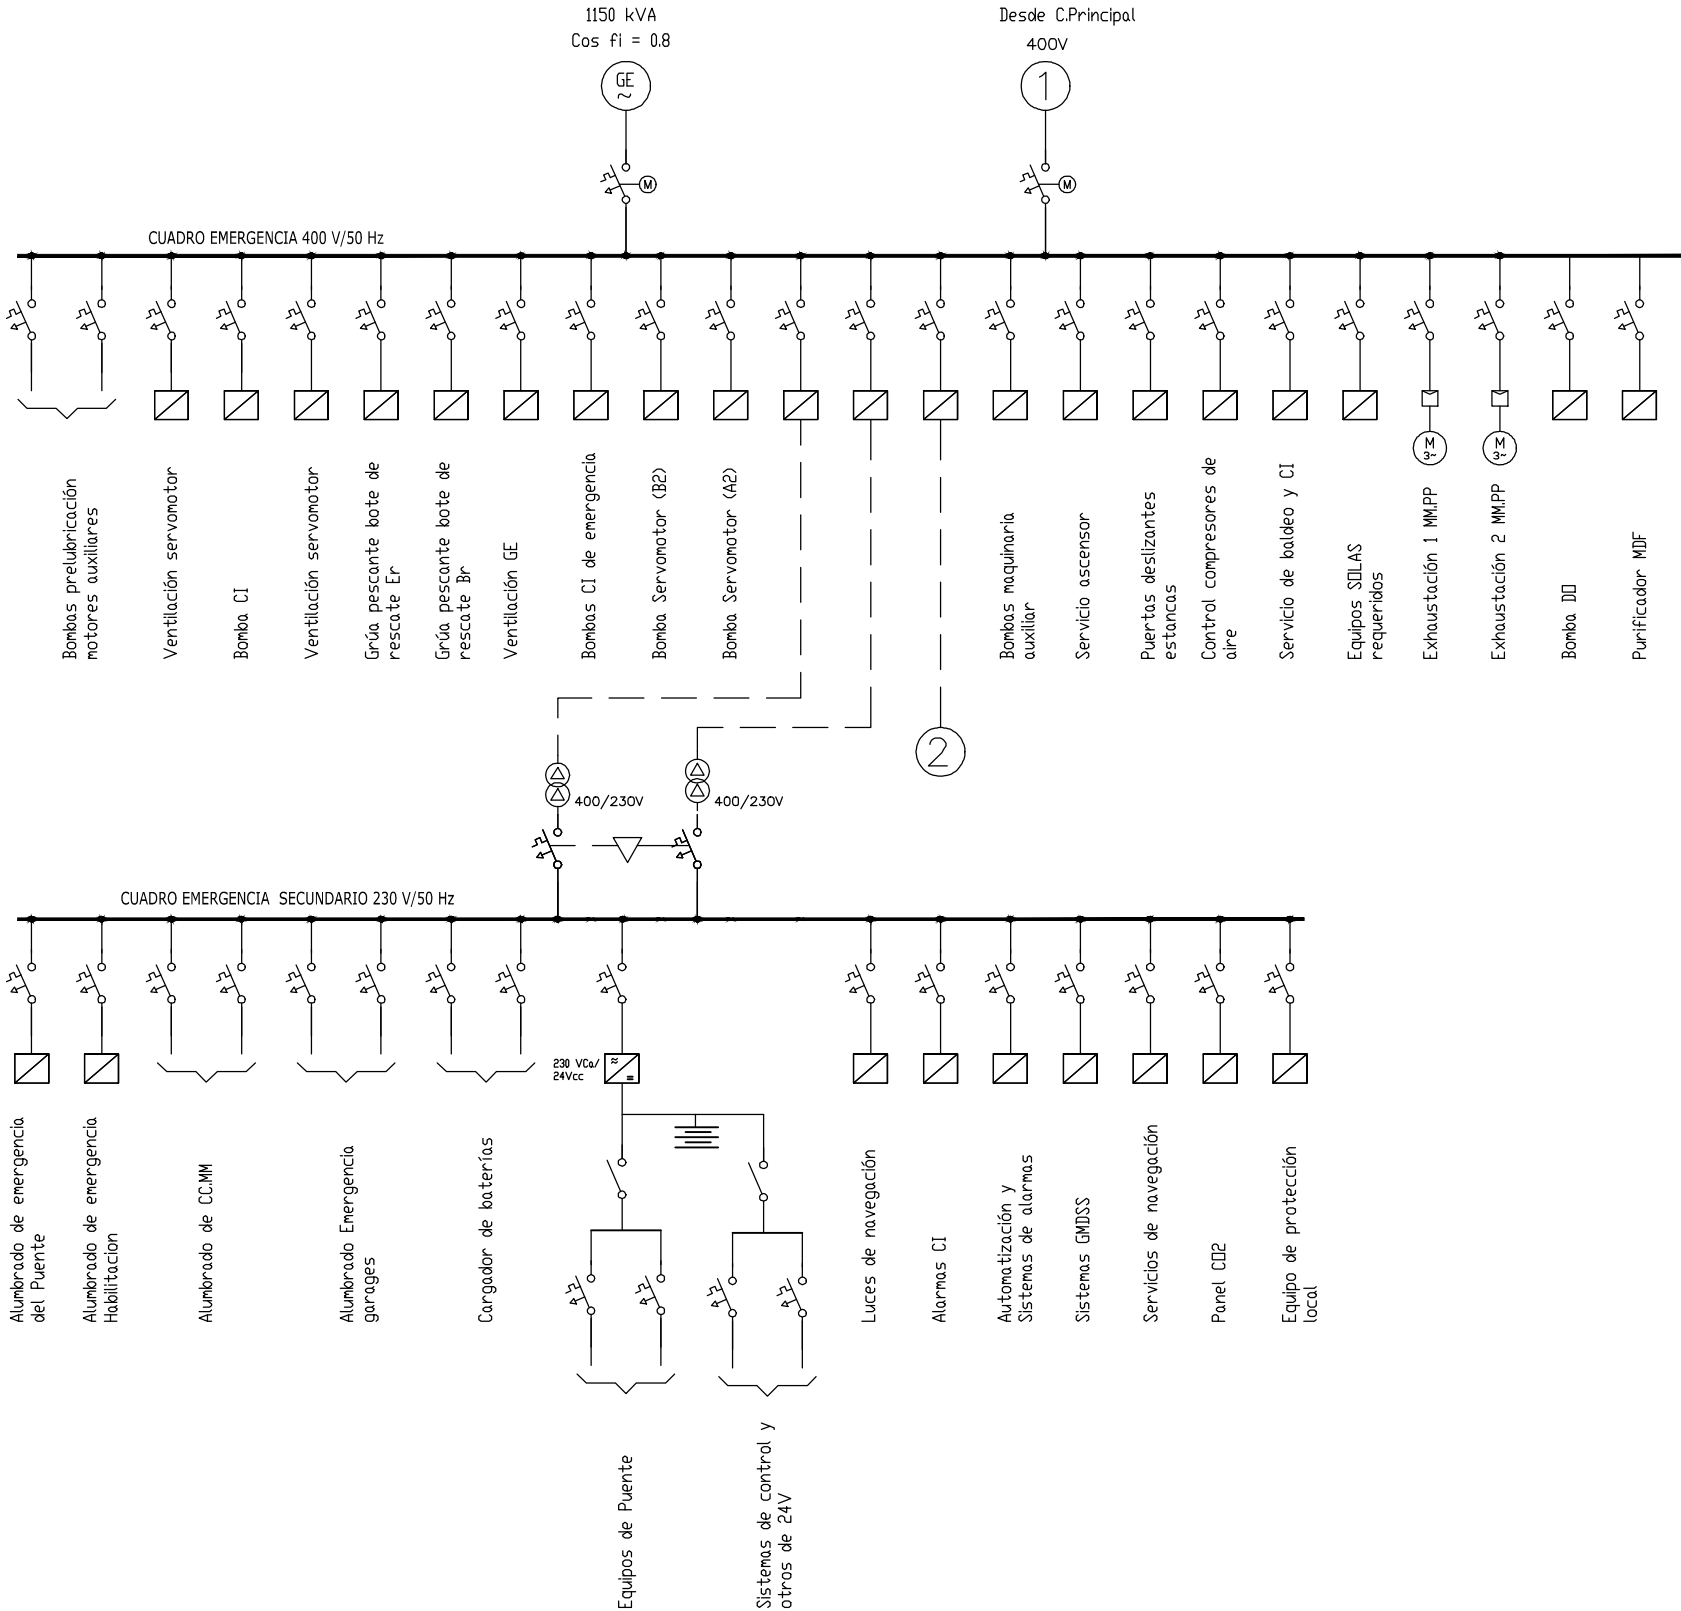 1150 kVA
Cos fi = 0.8
GE
~
Desde C.Principal
400V
1
M
M
CUADRO EMERGENCIA 400 V/50 Hz
Bombas prelubricación
motores auxiliares
Ventilación servomotor
Bomba CI
Ventilación servomotor
Grúa pescante bote de
rescate Er
Grúa pescante bote de
rescate Br
Ventilación GE
Bombas CI de emergencia
Bomba Servomotor (B2)
Bomba Servomotor (A2)
Bombas maquinaria
auxiliar
Servicio ascensor
Puertas deslizantes
estancas
Control compresores de
aire
Servicio de baldeo y CI
Equipos SOLAS
requeridos
M
3~
Exhaustación 1 MM.PP
M
3~
Exhaustación 2 MM.PP
Bomba DO
Purificador MDF
2
400/230V
400/230V
CUADRO EMERGENCIA  SECUNDARIO 230 V/50 Hz
230 VCa/
24Vcc
Alumbrado de emergencia
del Puente
Alumbrado de emergencia
Habilitacion
Alumbrado de CC.MM
Alumbrado Emergencia
garages
Cargador de baterías
Equipos de Puente
Sistemas de control y
otros de 24V
Luces de navegación
Alarmas CI
Automatización y
Sistemas de alarmas
Sistemas GMDSS
Servicios de navegación
Panel CO2
Equipo de protección
local